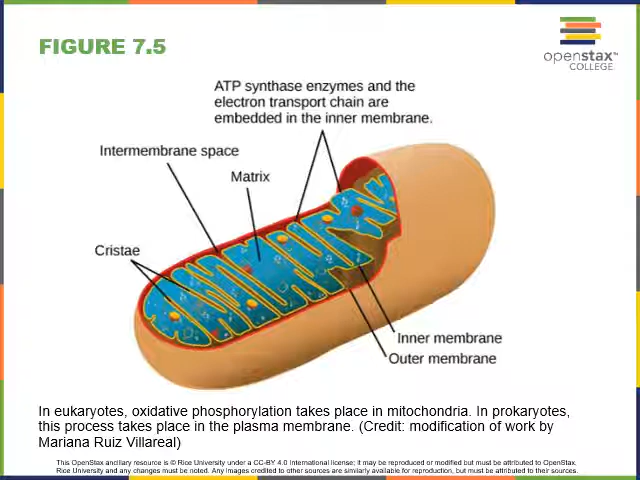 FIGURE 7.5
openstax™
COLLEGE
ATP synthase enzymes and the
electron transport chain are
embedded in the inner membrane.
Intermembrane space
Matrix
Cristae
Inner membrane
Outer membrane
In eukaryotes, oxidative phosphorylation takes place in mitochondria. In prokaryotes,
this process takes place in the plasma membrane. (Credit: modification of work by
Mariana Ruiz Villareal)
This OpenStax ancillary resource is © Rice University under a CC-BY 4.0 International license; it may be reproduced or modified but must be attributed to OpenStax,
Rice University and any changes must be noted. Any images credited to other sources are similarly available for reproduction, but must be attributed to their sources.